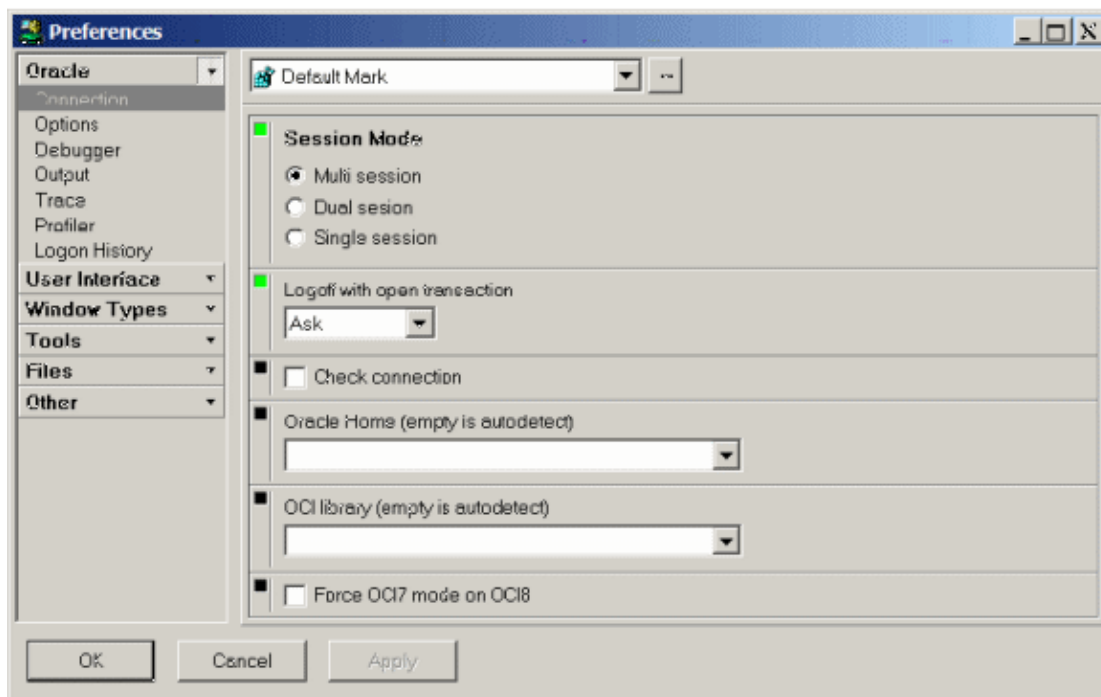 Preferences
Oracle
Default Mark
...
Connection
Options
Debugger
Output
Trace
Profiler
Logon History
User Interface
Window Types
Tools
Files
Other
Session Mode
Multi session
Dual sesion
Single session
Logoff with open transaction
Ask
Check connection
Oracle Home (empty is autodetect)
OCI library (empty is autodetect)
Force OCI7 mode on OCI8
OK
Cancel
Apply